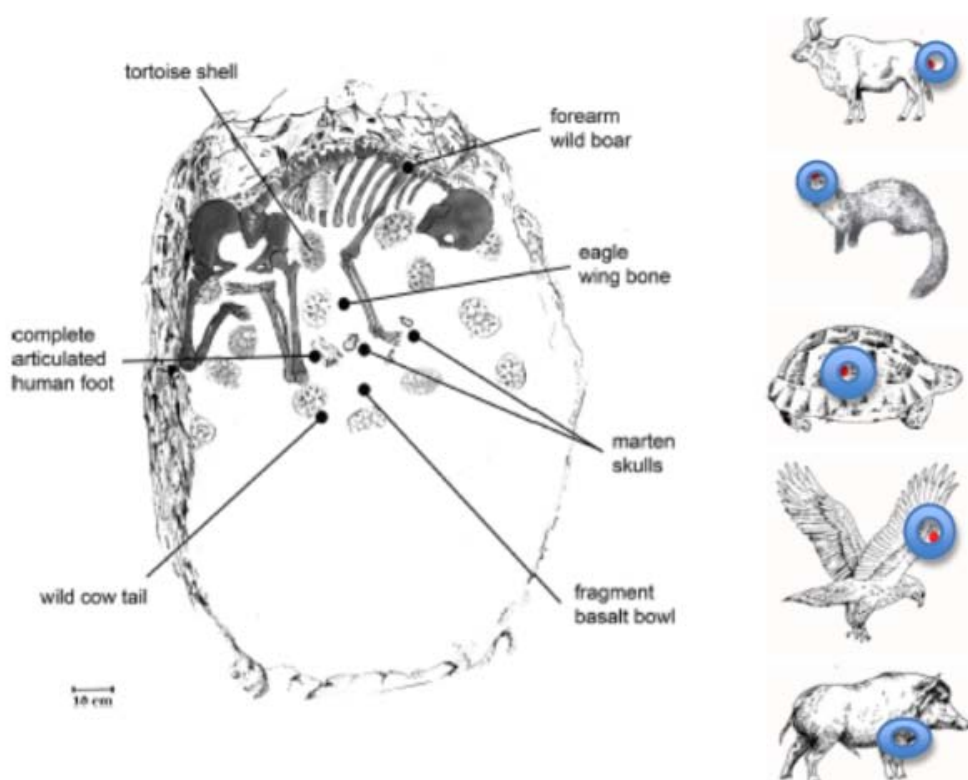 tortoise shell
forearm
wild boar
eagle
wing bone
complete
articulated
human foot
marten
skulls
wild cow tail
fragment
basalt bowl
10 cm